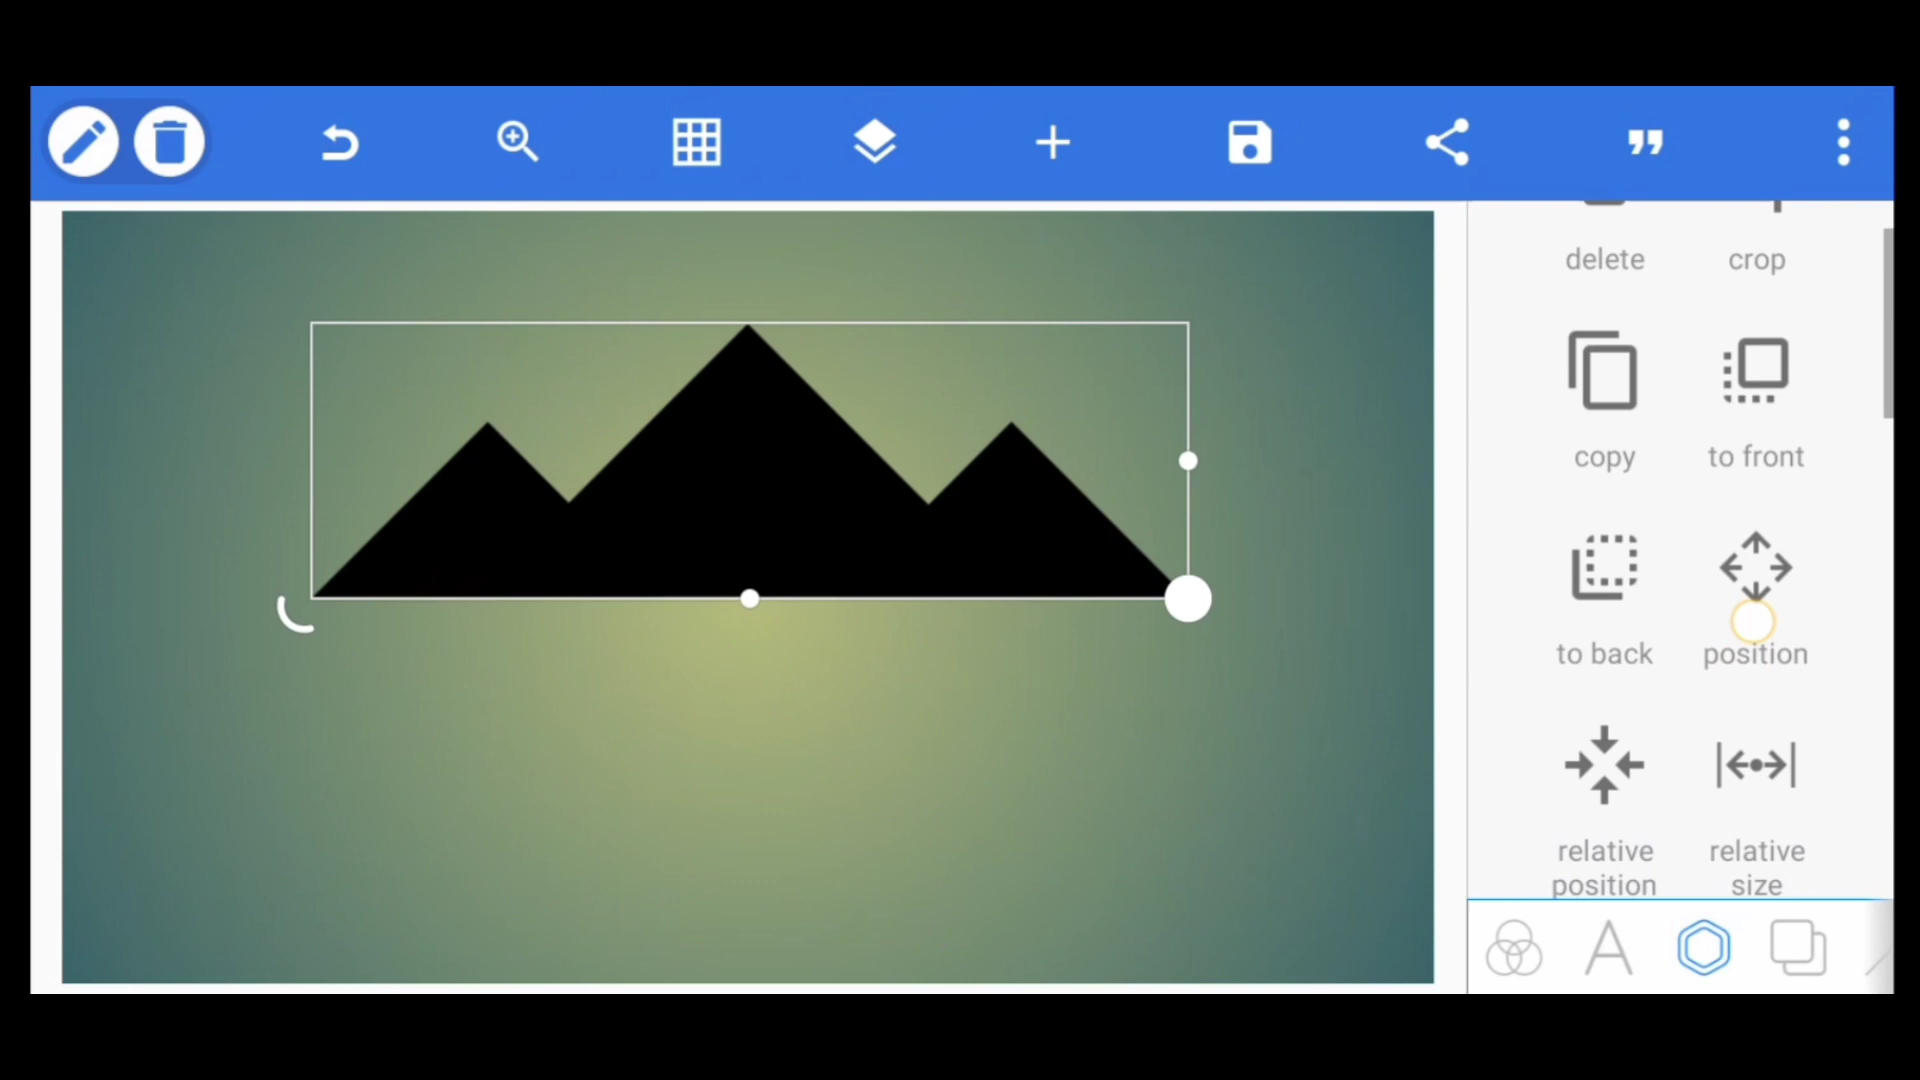 delete
crop
copy
to front
to back
position
relative
position
relative
size